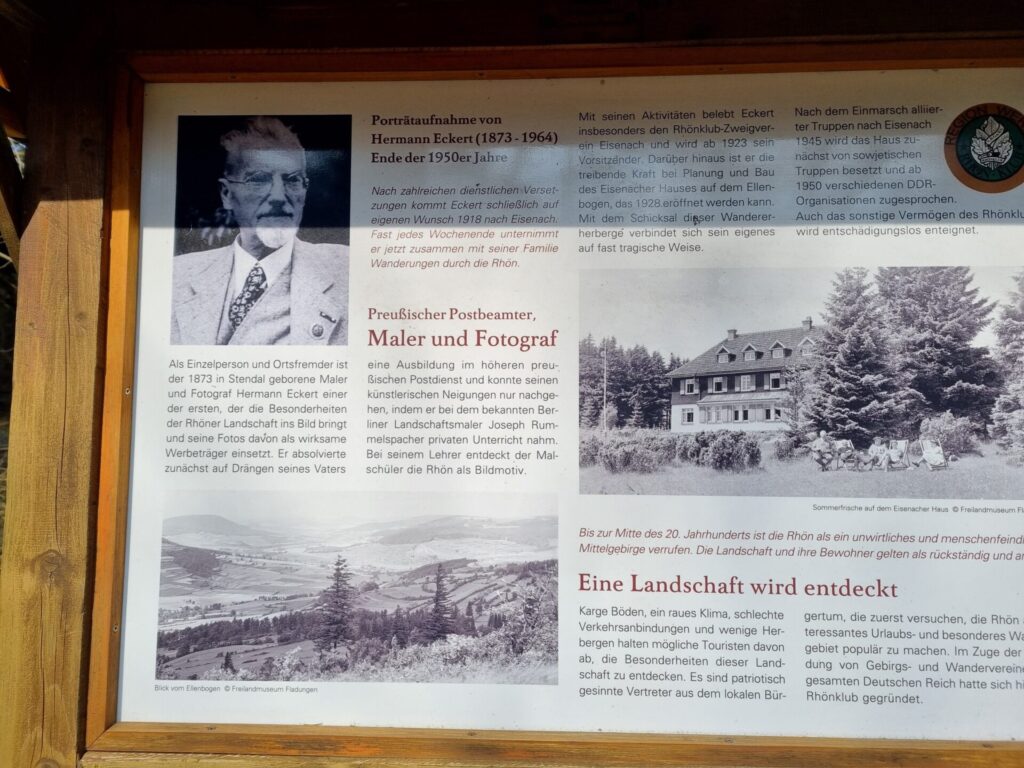 Porträtaufnahme von
Hermann Eckert (1873 - 1964)
Ende der 1950er Jahre
Nach zahlreichen dienstlichen Verset-
zungen kommt Eckert schließlich auf
eigenen Wunsch 1918 nach Eisenach.
Fast jedes Wochenende unternimmt
er jetzt zusammen mit seiner Familie
Wanderungen durch die Rhön.
Preußischer Postbeamter,
Maler und Fotograf
Als Einzelperson und Ortsfremder ist
der 1873 in Stendal geborene Maler
und Fotograf Hermann Eckert einer
der ersten, der die Besonderheiten
der Rhöner Landschaft ins Bild bringt
und seine Fotos davon als wirksame
Werbeträger einsetzt. Er absolvierte
zunächst auf Drängen seines Vaters
eine Ausbildung im höheren preu-
ßischen Postdienst und konnte seinen
künstlerischen Neigungen nur nachge-
hen, indem er bei dem bekannten Ber-
liner Landschaftsmaler Joseph Rum-
melspacher privaten Unterricht nahm.
Bei seinem Lehrer entdeckt der Mal-
schüler die Rhön als Bildmotiv.
Blick vom Ellenbogen © Freilandmuseum Fladungen
Mit seinen Aktivitäten belebt Eckert
insbesonders den Rhönklub-Zweigver-
ein Eisenach und wird ab 1923 sein
Vorsitzender. Darüber hinaus ist er die
treibende Kraft bei Planung und Bau
des Eisenacher Hauses auf dem Ellen-
bogen, das 1928 eröffnet werden kann.
Mit dem Schicksal dieser Wanderer-
herberge verbindet sich sein eigenes
auf fast tragische Weise.
Nach dem Einmarsch alliier-
ter Truppen nach Eisenach
1945 wird das Haus zu-
nächst von sowjetischen
Truppen besetzt und ab
1950 verschiedenen DDR-
Organisationen zugesprochen.
Auch das sonstige Vermögen des Rhönklu
wird entschädigungslos enteignet.
Sommerfrische auf dem Eisenacher Haus © Freilandmuseum Fla
Bis zur Mitte des 20. Jahrhunderts ist die Rhön als ein unwirtliches und menschenfeindl
Mittelgebirge verrufen. Die Landschaft und ihre Bewohner gelten als rückständig und a
Eine Landschaft wird entdeckt
Karge Böden, ein raues Klima, schlechte
Verkehrsanbindungen und wenige Her-
bergen halten mögliche Touristen davon
ab, die Besonderheiten dieser Land-
schaft zu entdecken. Es sind patriotisch
gesinnte Vertreter aus dem lokalen Bür-
gertum, die zuerst versuchen, die Rhön
teressantes Urlaubs- und besonderes Wa
gebiet populär zu machen. Im Zuge der
dung von Gebirgs- und Wandervereine
gesamten Deutschen Reich hatte sich hi
Rhönklub gegründet.